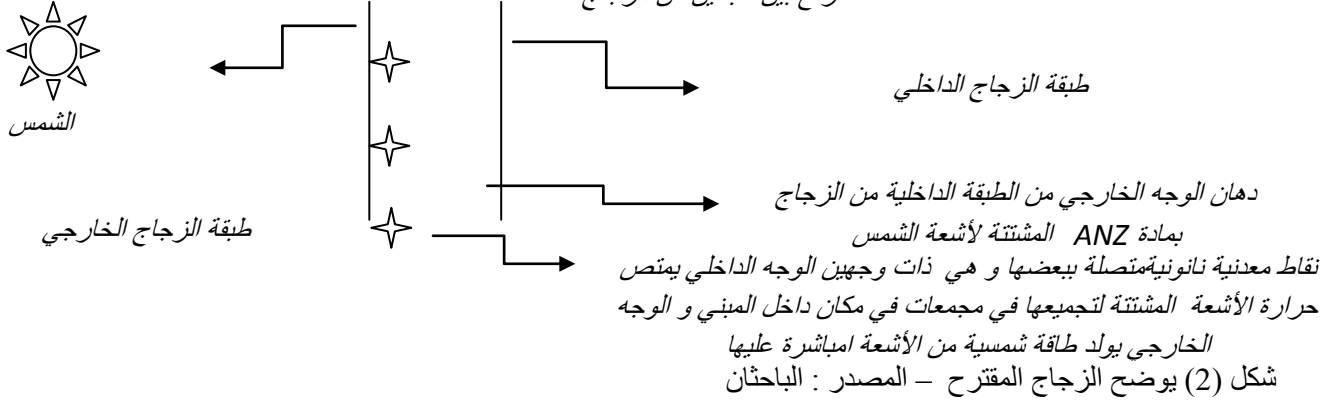 طبقة الزجاج الداخلي
الشمس
دهان الوجه الخارجي من الطبقة الداخلية من الزجاج
بمادة ANZ المشتتة لأشعة الشمس
طبقة الزجاج الخارجي
نقاط معدنية نانونيةمتصلة ببعضها و هي ذات وجهين الوجه الداخلي يمتص
حرارة الأشعة المشتتة لتجميعها في مجمعات في مكان داخل المبني و الوجه
الخارجي يولد طاقة شمسية من الأشعة امباشرة عليها
شكل (2) يوضح الزجاج المقترح – المصدر : الباحثان